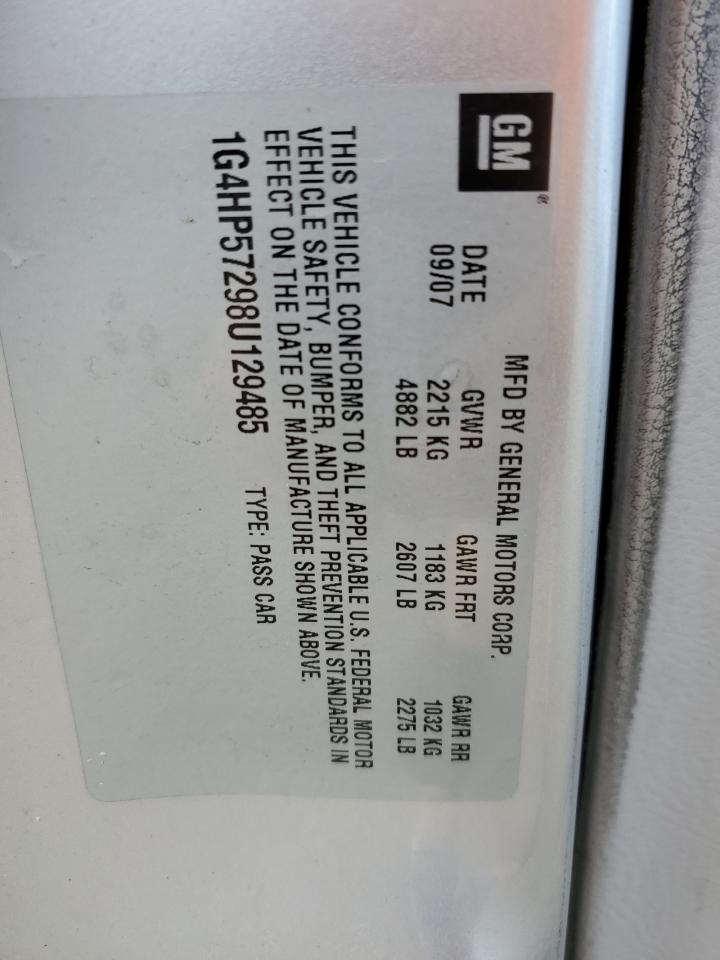 GM
MFD BY GENERAL MOTORS CORP.
DATE GVWR GAWR FRT GAWR RR
09/07 2215 KG 1183 KG 1032 KG
4882 LB 2607 LB 2275 LB
THIS VEHICLE CONFORMS TO ALL APPLICABLE U.S. FEDERAL MOTOR
VEHICLE SAFETY, BUMPER, AND THEFT PREVENTION STANDARDS IN
EFFECT ON THE DATE OF MANUFACTURE SHOWN ABOVE.
1G4HP57298U129485 TYPE: PASS CAR